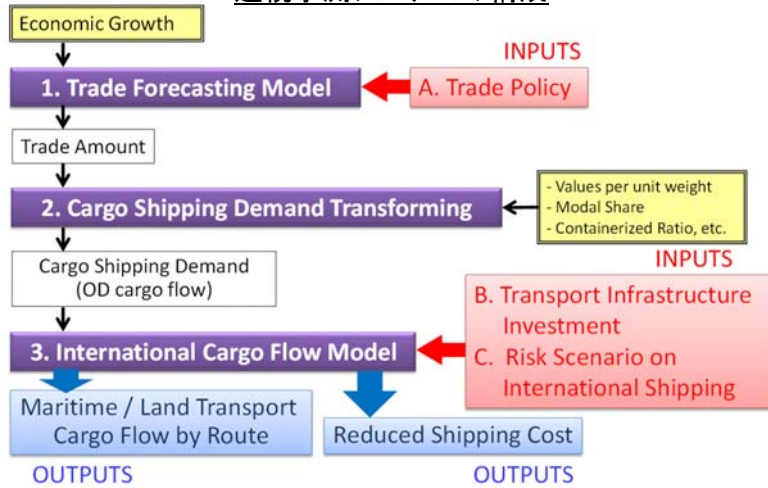 Economic Growth
INPUTS
1. Trade Forecasting Model
A. Trade Policy
Trade Amount
2. Cargo Shipping Demand Transforming
- Values per unit weight
- Modal Share
- Containerized Ratio, etc.
Cargo Shipping Demand
(OD cargo flow)
INPUTS
B. Transport Infrastructure
Investment
C. Risk Scenario on
International Shipping
3. International Cargo Flow Model
Maritime / Land Transport
Cargo Flow by Route
Reduced Shipping Cost
OUTPUTS
OUTPUTS